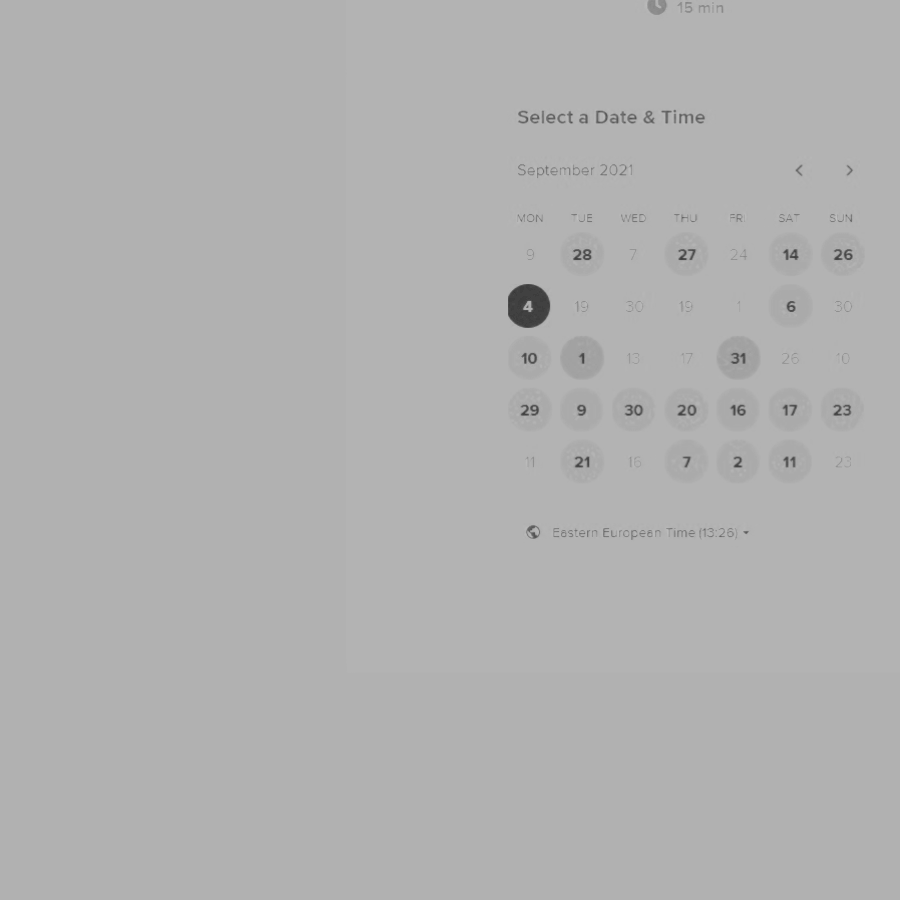 15 min
Select a Date & Time
September 2021
MON TUE WED THU FRI SAT SUN
9 28 7 27 24 14 26
4 19 30 19 1 6 30
10 1 13 17 31 26 10
29 9 30 20 16 17 23
11 21 16 7 2 11 23
Eastern European Time (13:26)